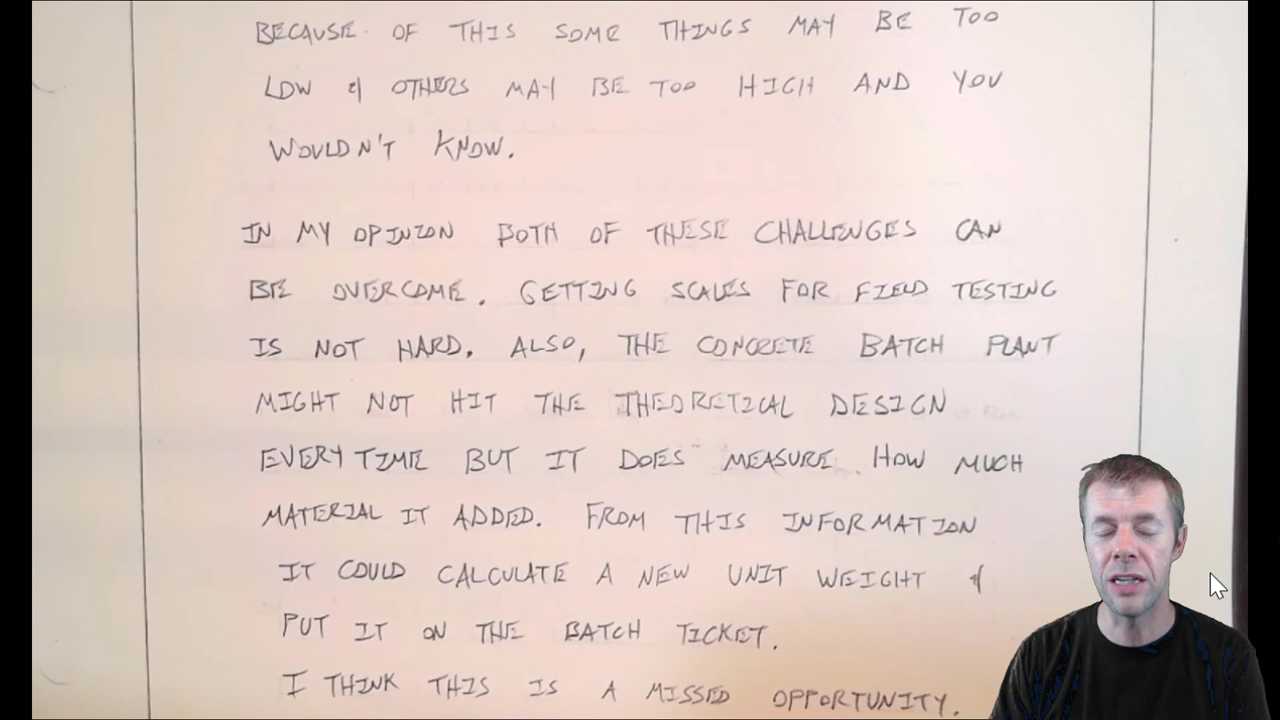 BECAUSE OF THIS SOME THINGS MAY BE TOO
LOW & OTHERS MAY BE TOO HIGH AND YOU
WOULDN'T KNOW.
IN MY OPINION BOTH OF THESE CHALLENGES CAN
BE OVERCOME. GETTING SCALES FOR FIELD TESTING
IS NOT HARD. ALSO, THE CONCRETE BATCH PLANT
MIGHT NOT HIT THE THEORETICAL DESIGN
EVERY TIME BUT IT DOES MEASURE HOW MUCH
MATERIAL IT ADDED. FROM THIS INFORMATION
IT COULD CALCULATE A NEW UNIT WEIGHT &
PUT IT ON THE BATCH TICKET.
I THINK THIS IS A MISSED OPPORTUNITY.